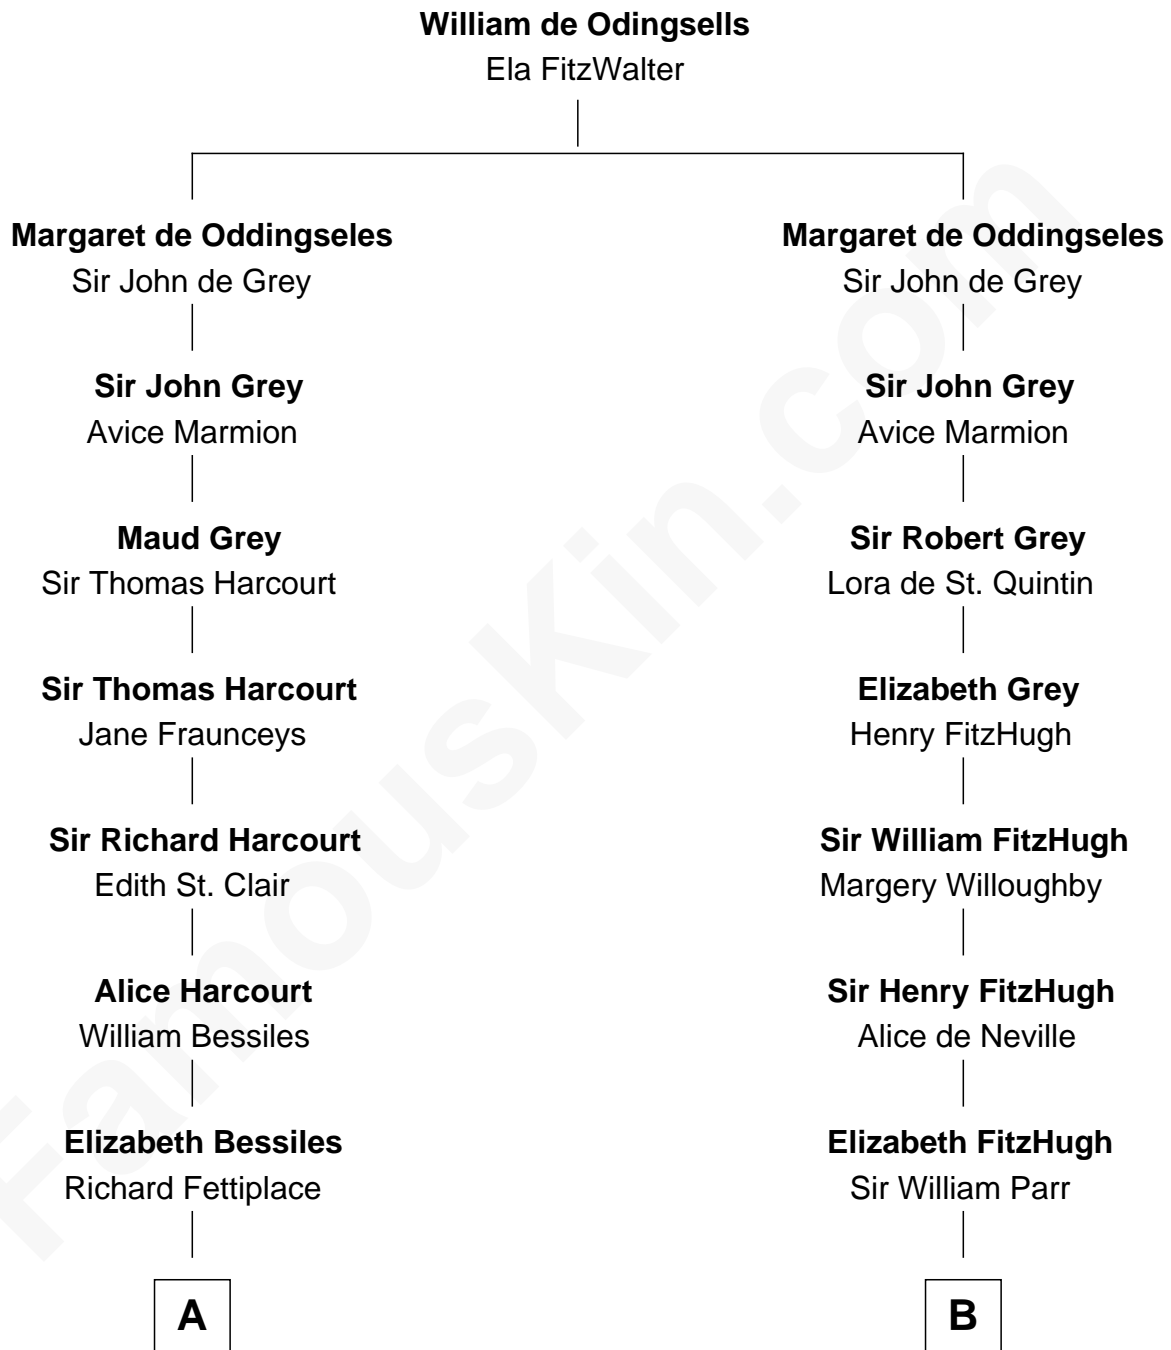 William de Odingsells
Ela FitzWalter
Margaret de Oddingseles
Sir John de Grey
Sir John Grey
Avice Marmion
Maud Grey
Sir Thomas Harcourt
Sir Thomas Harcourt
Jane Fraunceys
Sir Richard Harcourt
Edith St. Clair
Alice Harcourt
William Bessiles
Elizabeth Bessiles
Richard Fettiplace
A
Margaret de Oddingseles
Sir John de Grey
Sir John Grey
Avice Marmion
Sir Robert Grey
Lora de St. Quintin
Elizabeth Grey
Henry FitzHugh
Sir William FitzHugh
Margery Willoughby
Sir Henry FitzHugh
Alice de Neville
Elizabeth FitzHugh
Sir William Parr
B
FamousKin.com